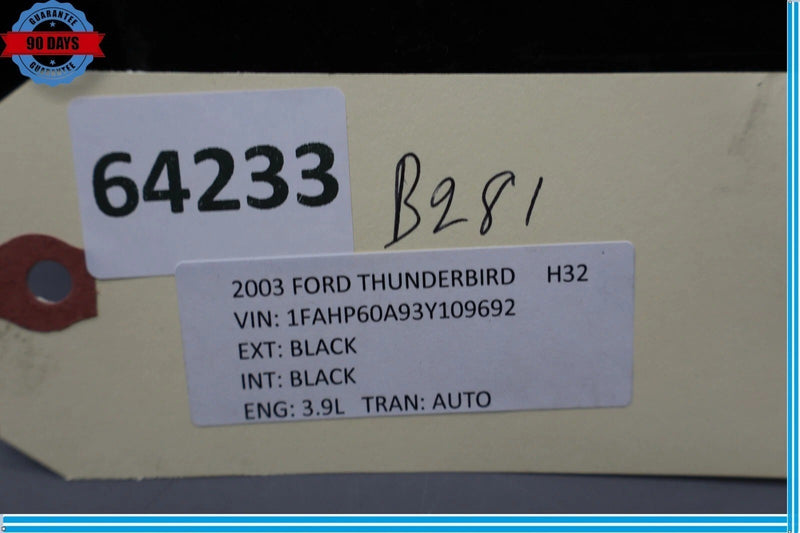 GUARANTEE
90 DAYS
GUARANTEE
64233
B281
2003 FORD THUNDERBIRD H32
VIN: 1FAHP60A93Y109692
EXT: BLACK
INT: BLACK
ENG: 3.9L TRAN: AUTO